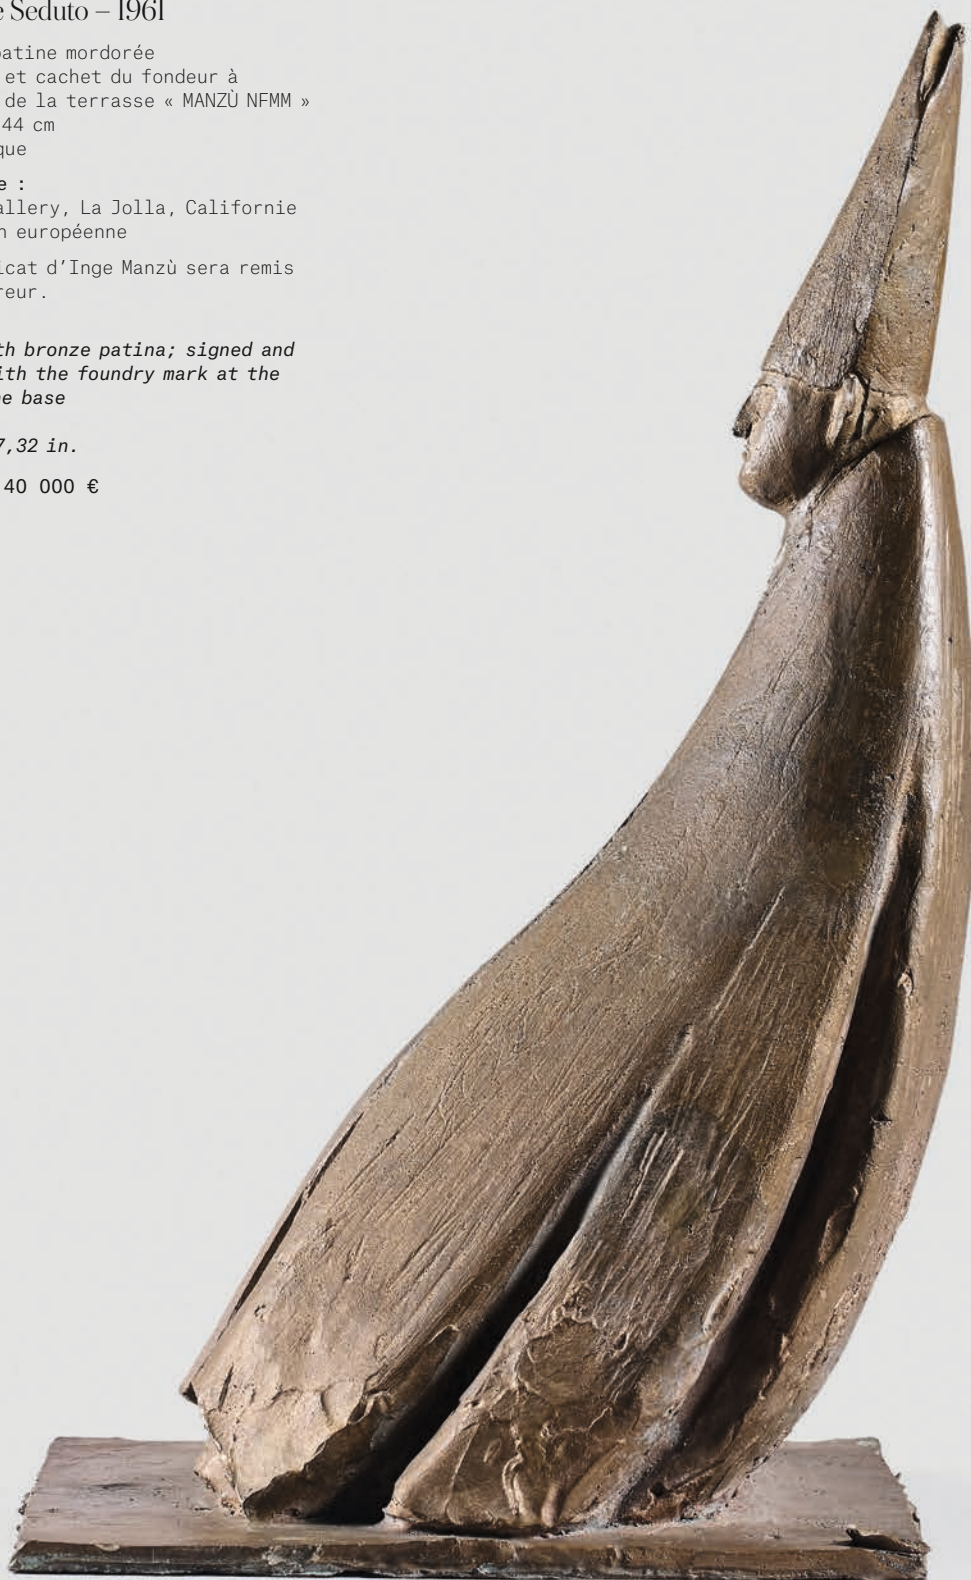 e Seduto – 1961
patine mordorée
et cachet du fondeur à
de la terrasse « MANZÙ NFMM »
44 cm
que
e :
allery, La Jolla, Californie
n européenne
icat d'Inge Manzù sera remis
reur.
th bronze patina; signed and
ith the foundry mark at the
he base
7,32 in.
40 000 €